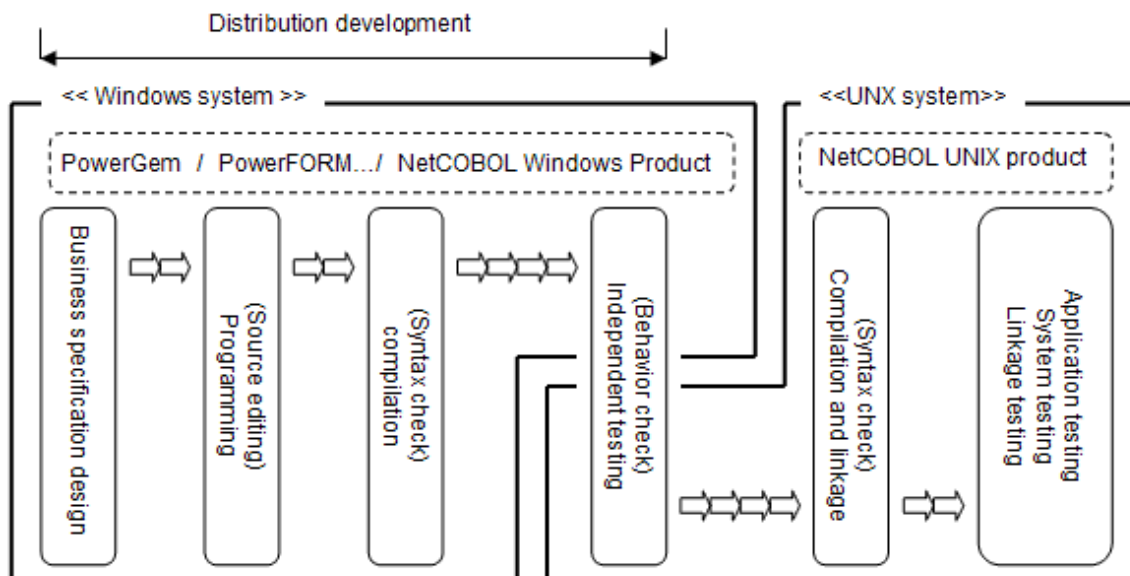 Distribution development
<< Windows system >>
<<UNX system>>
PowerGem / PowerFORM.../ NetCOBOL Windows Product
NetCOBOL UNIX product
Business specification design
(Source editing)
Programming
(Syntax check)
compilation
(Behavior check)
Independent testing
(Syntax check)
Compilation and linkage
Application testing
System testing
Linkage testing